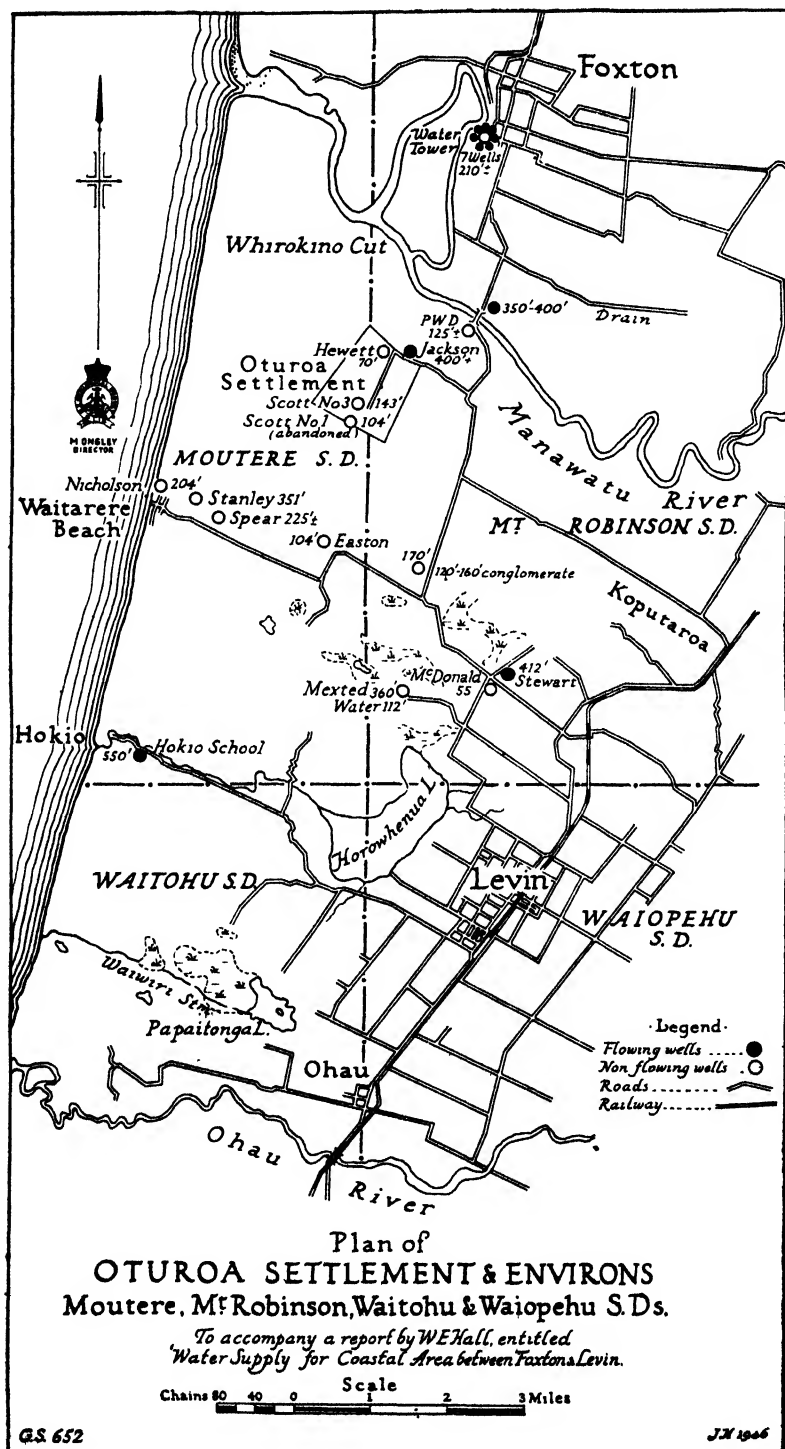 Foxton
Water
Tower
7 Wells
210'±
Whirokino Cut
350'-400'
Drain
PWD
125'±
Hewett
70'
Jackson
400'+
Oturoa
Settlement
Scott No3 143'
Scott No.1 104'
(abandoned)
M ONGLEY
DIRECTOR
MOUTERE S.D.
Manawatu River
Nicholson 204'
Stanley 351'
Waitarere
Beach
Spear 225'±
MT. ROBINSON S.D.
104' Easton
170'
120'-160' conglomerate
Koputaroa
McDonald
55
412'
Stewart
Mexted 360'
Water 112'
Hokio
Hokio School
550'
Horowhenua L.
WAITOHU S.D.
Levin
WAIOPEHU
S.D.
Waiwiri Stm
Papaitonga L.
Ohau
·Legend·
Flowing wells
Non flowing wells
Roads
Railway
Ohau River
Plan of
OTUROA SETTLEMENT & ENVIRONS
Moutere, Mt Robinson, Waitohu & Waiopehu S.Ds.
To accompany a report by W E Hall, entitled
'Water Supply for Coastal Area between Foxton & Levin.
Scale
Chains 80 40 0 1 2 3 Miles
G.S. 652
JH 1946